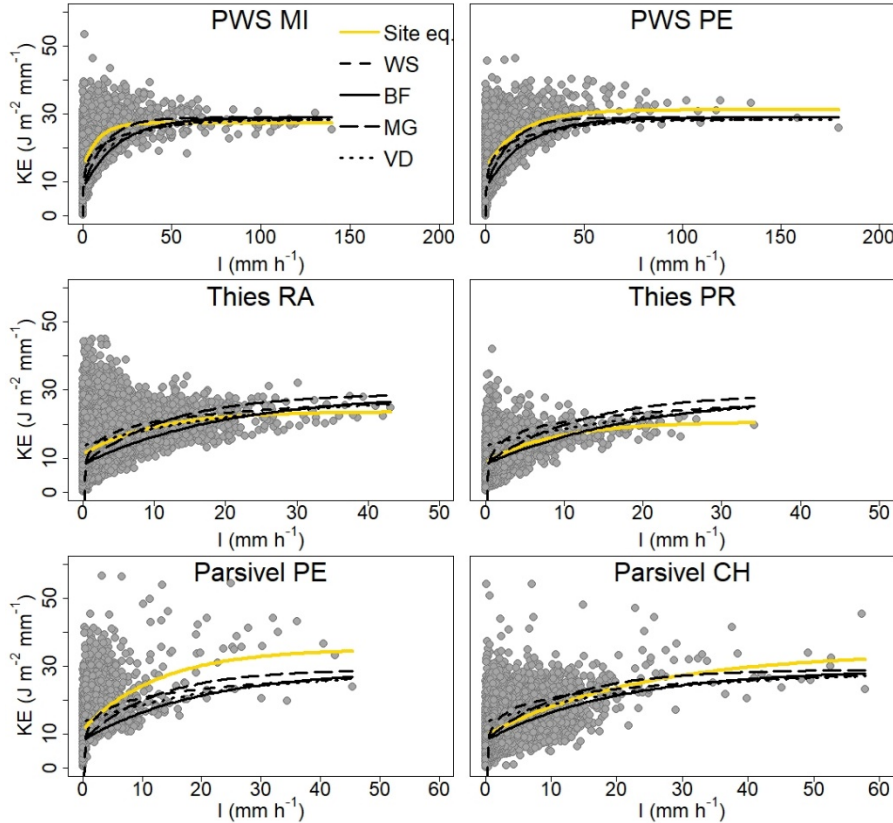 PWS MI
Site eq.
WS
BF
MG
VD
KE (J m⁻² mm⁻¹)
0 10 30 50
0 50 100 150 200
I (mm h⁻¹)
PWS PE
0 50 100 150 200
I (mm h⁻¹)
Thies RA
KE (J m⁻² mm⁻¹)
0 10 30 50
0 10 20 30 40 50
I (mm h⁻¹)
Thies PR
0 10 20 30 40 50
I (mm h⁻¹)
Parsivel PE
KE (J m⁻² mm⁻¹)
0 10 30 50
0 10 20 30 40 50 60
I (mm h⁻¹)
Parsivel CH
0 10 20 30 40 50 60
I (mm h⁻¹)